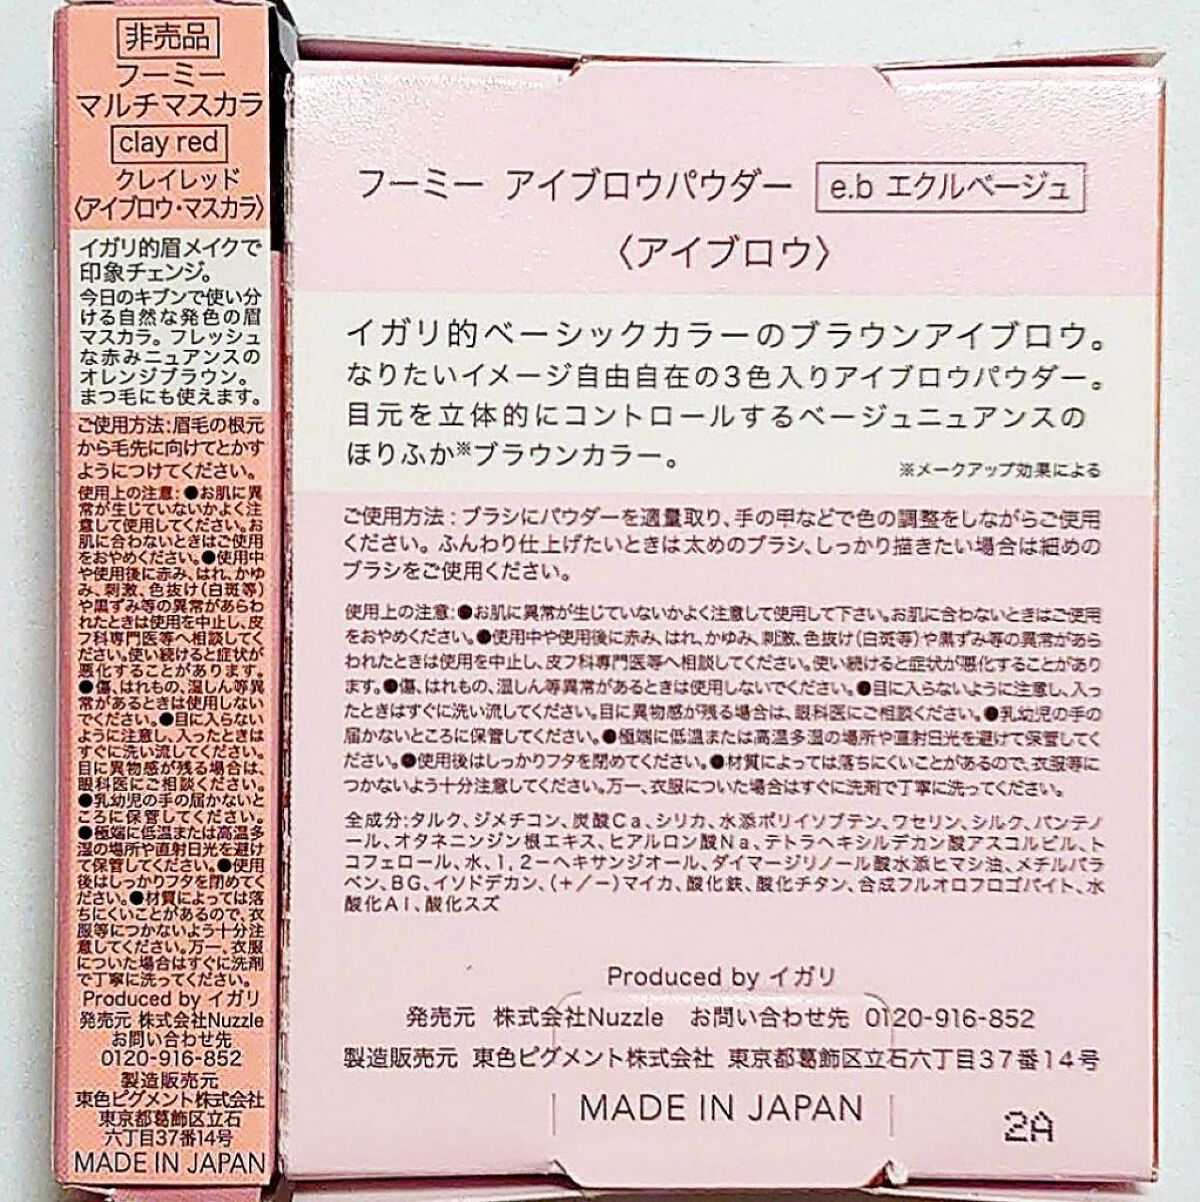 非売品
フーミー
マルチマスカラ
clay red
クレイレッド
〈アイブロウ・マスカラ〉
イガリ的眉メイクで
印象チェンジ。
今日のキブンで使い分
ける自然な発色の眉
マスカラ。フレッシュ
な赤みニュアンスの
オレンジブラウン。
まつ毛にも使えます。
ご使用方法:眉毛の根元
から毛先に向けてとかす
ようにつけてください。
使用上の注意:●お肌に異
常が生じていないかよく注
意して使用してください。お
肌に合わないときはご使用
をおやめください。●使用中
や使用後に赤み、はれ、かゆ
み、刺激、色抜け(白斑等)
や黒ずみ等の異常があらわ
れたときは使用を中止し、皮
フ科専門医等へ相談してく
ださい。使い続けると症状が
悪化することがあります。
●傷、はれもの、湿しん等異
常があるときは使用しない
でください。●目に入らない
ように注意し、入ったときは
すぐに洗い流してください。
目に異物感が残る場合は、
眼科医にご相談ください。
●乳幼児の手の届かないと
ころに保管してください。
●極端に低温または高温多
湿の場所や直射日光を避け
て保管してください。●使用
後はしっかりフタを閉めてく
ださい。●材質によっては落
ちにくいことがあるので、衣
服等につかないよう十分注
意してください。万一、衣服
についた場合はすぐに洗剤
で丁寧に洗ってください。
Produced by イガリ
発売元 株式会社Nuzzle
お問い合わせ先
0120-916-852
製造販売元
東色ピグメント株式会社
東京都葛飾区立石
六丁目37番14号
MADE IN JAPAN
フーミー アイブロウパウダー e.b エクルベージュ
〈アイブロウ〉
イガリ的ベーシックカラーのブラウンアイブロウ。
なりたいイメージ自由自在の3色入りアイブロウパウダー。
目元を立体的にコントロールするベージュニュアンスの
ほりふか※ブラウンカラー。
※メークアップ効果による
ご使用方法:ブラシにパウダーを適量取り、手の甲などで色の調整をしながらご使用
ください。ふんわり仕上げたいときは太めのブラシ、しっかり描きたい場合は細めの
ブラシをご使用ください。
使用上の注意:●お肌に異常が生じていないかよく注意して使用して下さい。お肌に合わないときはご使用
をおやめください。●使用中や使用後に赤み、はれ、かゆみ、刺激、色抜け(白斑等)や黒ずみ等の異常があら
われたときは使用を中止し、皮フ科専門医等へ相談してください。使い続けると症状が悪化することがあり
ます。●傷、はれもの、湿しん等異常があるときは使用しないでください。●目に入らないように注意し、入っ
たときはすぐに洗い流してください。目に異物感が残る場合は、眼科医にご相談ください。●乳幼児の手の
届かないところに保管してください。●極端に低温または高温多湿の場所や直射日光を避けて保管してく
ださい。●使用後はしっかりフタを閉めてください。●材質によっては落ちにくいことがあるので、衣服等に
つかないよう十分注意してください。万一、衣服についた場合はすぐに洗剤で丁寧に洗ってください。
全成分:タルク、ジメチコン、炭酸Ca、シリカ、水添ポリイソブテン、ワセリン、シルク、パンテノ
ール、オタネニンジン根エキス、ヒアルロン酸Na、テトラヘキシルデカン酸アスコルビル、ト
コフェロール、水、1,2-ヘキサンジオール、ダイマージリノール酸水添ヒマシ油、メチルパラ
ベン、BG、イソドデカン、(+/-)マイカ、酸化鉄、酸化チタン、合成フルオロフロゴパイト、水
酸化Al、酸化スズ
Produced by イガリ
発売元 株式会社Nuzzle お問い合わせ先 0120-916-852
製造販売元 東色ピグメント株式会社 東京都葛飾区立石六丁目37番14号
MADE IN JAPAN
2A